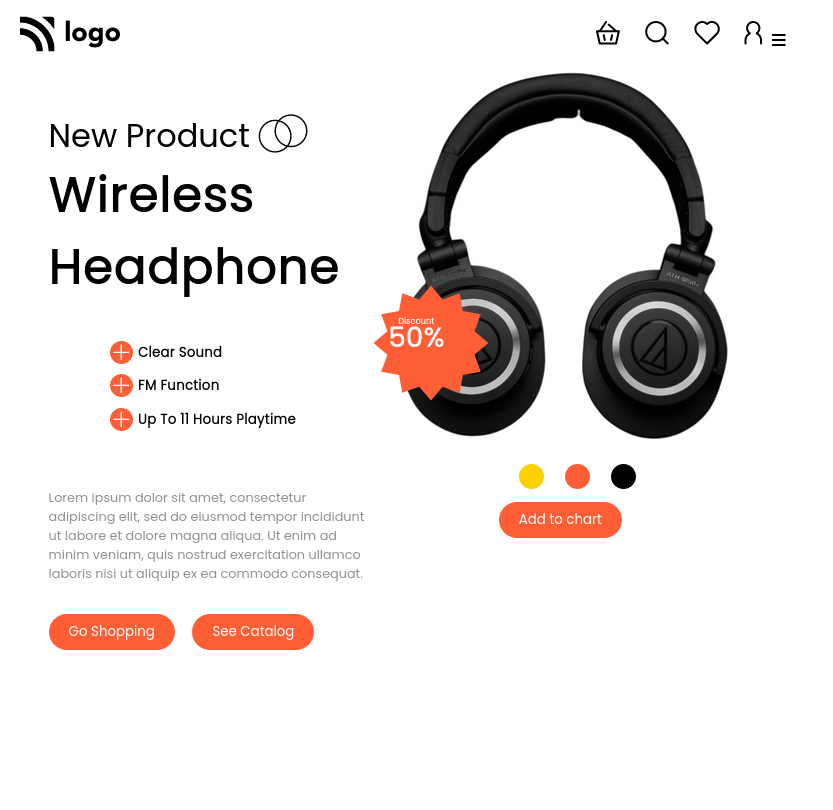 logo
New Product
Wireless
Headphone
Discount
50%
ATH-M50x
Clear Sound
FM Function
Up To 11 Hours Playtime
Lorem ipsum dolor sit amet, consectetur
adipiscing elit, sed do eiusmod tempor incididunt
ut labore et dolore magna aliqua. Ut enim ad
minim veniam, quis nostrud exercitation ullamco
laboris nisi ut aliquip ex ea commodo consequat.
Add to chart
Go Shopping
See Catalog